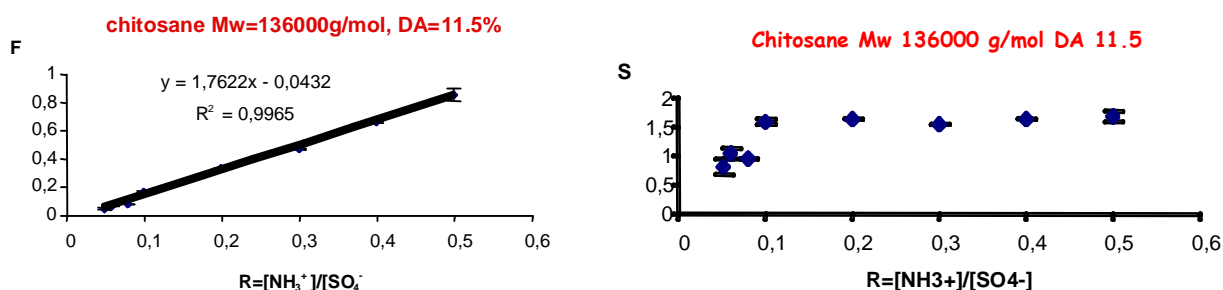 chitosane Mw=136000g/mol, DA=11.5%
F
y = 1,7622x - 0,0432
R² = 0,9965
1
0,8
0,6
0,4
0,2
0
0 0,1 0,2 0,3 0,4 0,5 0,6
R=[NH₃⁺]/[SO₄⁻
Chitosane Mw 136000 g/mol DA 11.5
S
2
1,5
1
0,5
0
0 0,1 0,2 0,3 0,4 0,5 0,6
R=[NH3+]/[SO4-]